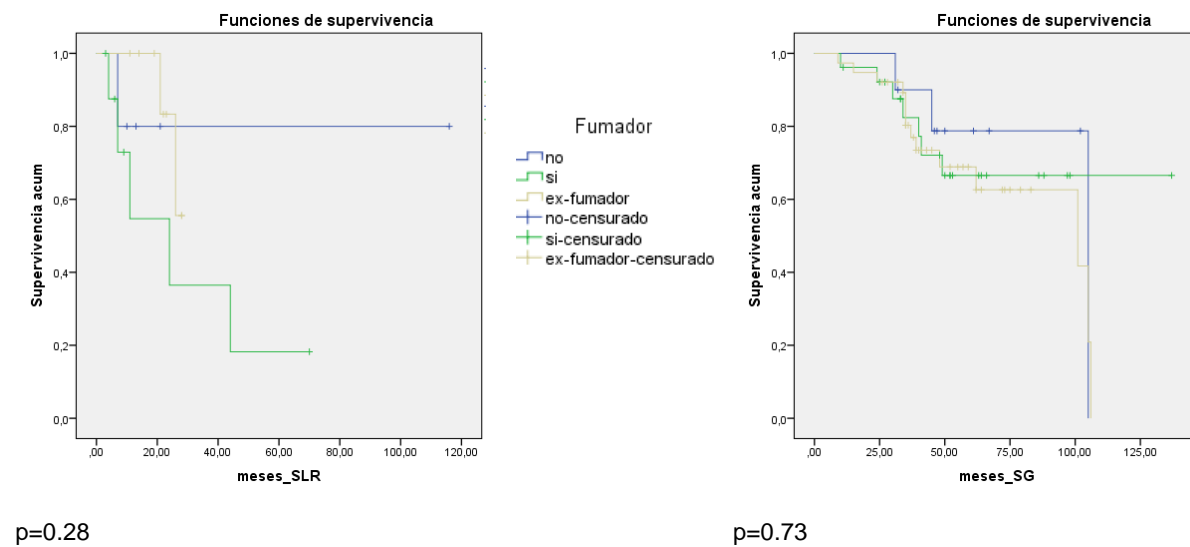 Funciones de supervivencia
Supervivencia acum
1,0
0,8
0,6
0,4
0,2
0,0
,00 20,00 40,00 60,00 80,00 100,00 120,00
meses_SLR
p=0.28
Fumador
no
si
ex-fumador
no-censurado
si-censurado
ex-fumador-censurado
Funciones de supervivencia
Supervivencia acum
1,0
0,8
0,6
0,4
0,2
0,0
,00 25,00 50,00 75,00 100,00 125,00
meses_SG
p=0.73